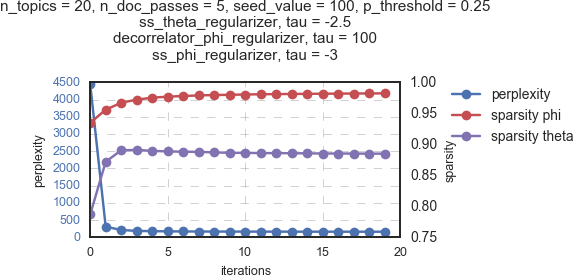 n_topics = 20, n_doc_passes = 5, seed_value = 100, p_threshold = 0.25
ss_theta_regularizer, tau = -2.5
decorrelator_phi_regularizer, tau = 100
ss_phi_regularizer, tau = -3
4500
4000
3500
3000
2500
2000
1500
1000
500
0
perplexity
0 5 10 15 20
iterations
1.00
0.95
0.90
0.85
0.80
0.75
sparsity
perplexity
sparsity phi
sparsity theta